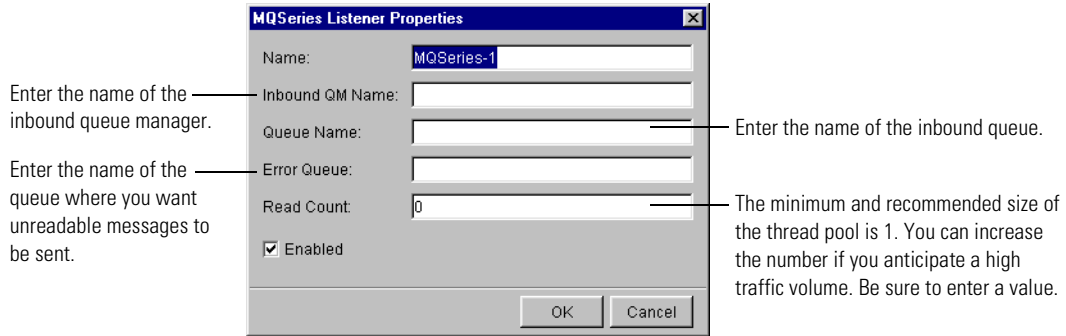 MQSeries Listener Properties
Name:
MQSeries-1
Enter the name of the
inbound queue manager.
Inbound QM Name:
Queue Name:
Enter the name of the inbound queue.
Enter the name of the
queue where you want
unreadable messages to
be sent.
Error Queue:
Read Count:
0
The minimum and recommended size of
the thread pool is 1. You can increase
the number if you anticipate a high
traffic volume. Be sure to enter a value.
Enabled
OK
Cancel